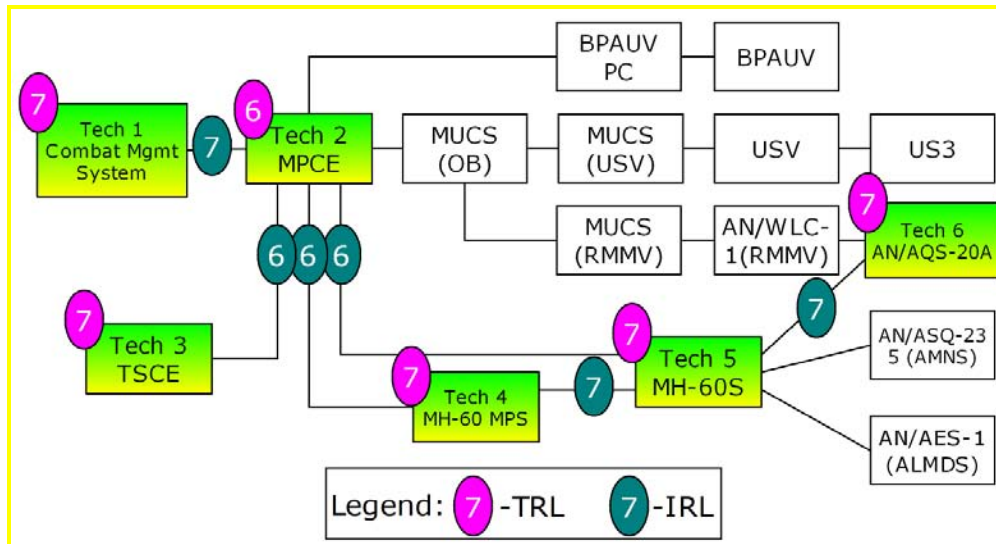 BPAUV
PC
BPAUV
7
Tech 1
Combat Mgmt
System
7
6
Tech 2
MPCE
MUCS
(OB)
MUCS
(USV)
USV
US3
MUCS
(RMMV)
AN/WLC-
1(RMMV)
7
Tech 6
AN/AQS-20A
6
6
6
7
7
Tech 3
TSCE
7
Tech 5
MH-60S
AN/ASQ-23
5 (AMNS)
7
Tech 4
MH-60 MPS
7
AN/AES-1
(ALMDS)
Legend:
7
-TRL
7
-IRL